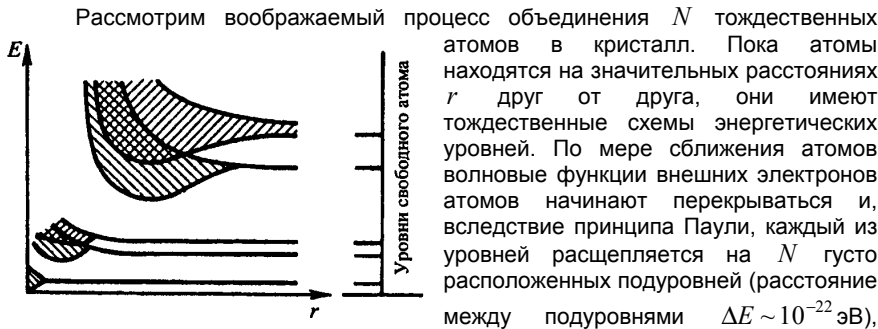 Рассмотрим воображаемый процесс объединения N тождественных
атомов в кристалл. Пока атомы
находятся на значительных расстояниях
r друг от друга, они имеют
тождественные схемы энергетических
уровней. По мере сближения атомов
волновые функции внешних электронов
атомов начинают перекрываться и,
вследствие принципа Паули, каждый из
уровней расщепляется на N густо
расположенных подуровней (расстояние
между подуровнями ΔE ~ 10⁻²² эВ),
E
r
Уровни свободного атома